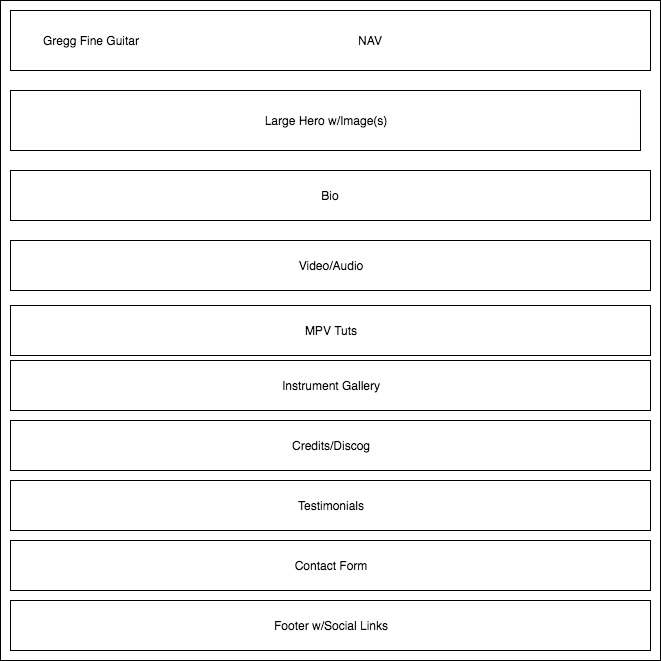 Gregg Fine Guitar NAV
Large Hero w/Image(s)
Bio
Video/Audio
MPV Tuts
Instrument Gallery
Credits/Discog
Testimonials
Contact Form
Footer w/Social Links